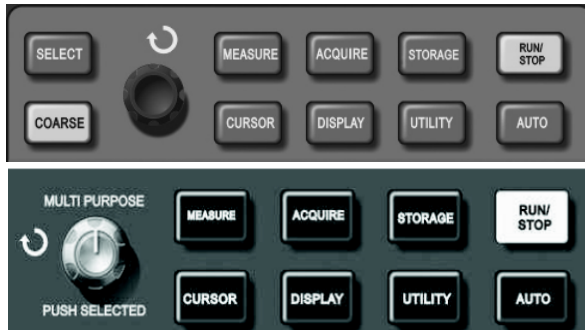 SELECT
MEASURE
ACQUIRE
STORAGE
RUN/
STOP
COARSE
CURSOR
DISPLAY
UTILITY
AUTO
MULTI PURPOSE
MEASURE
ACQUIRE
STORAGE
RUN/
STOP
PUSH SELECTED
CURSOR
DISPLAY
UTILITY
AUTO